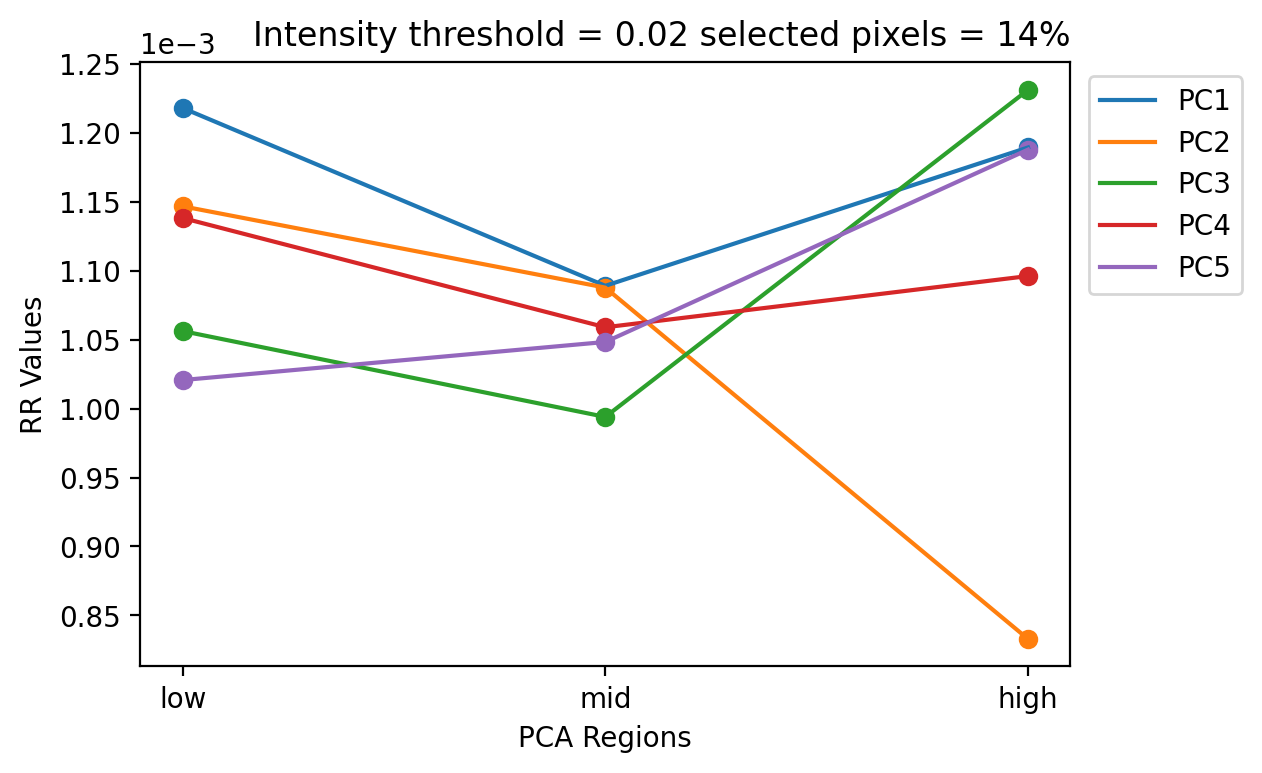 Intensity threshold = 0.02 selected pixels = 14%
1e−3
1.25
1.20
1.15
1.10
1.05
1.00
0.95
0.90
0.85
RR Values
low mid high
PCA Regions
PC1
PC2
PC3
PC4
PC5